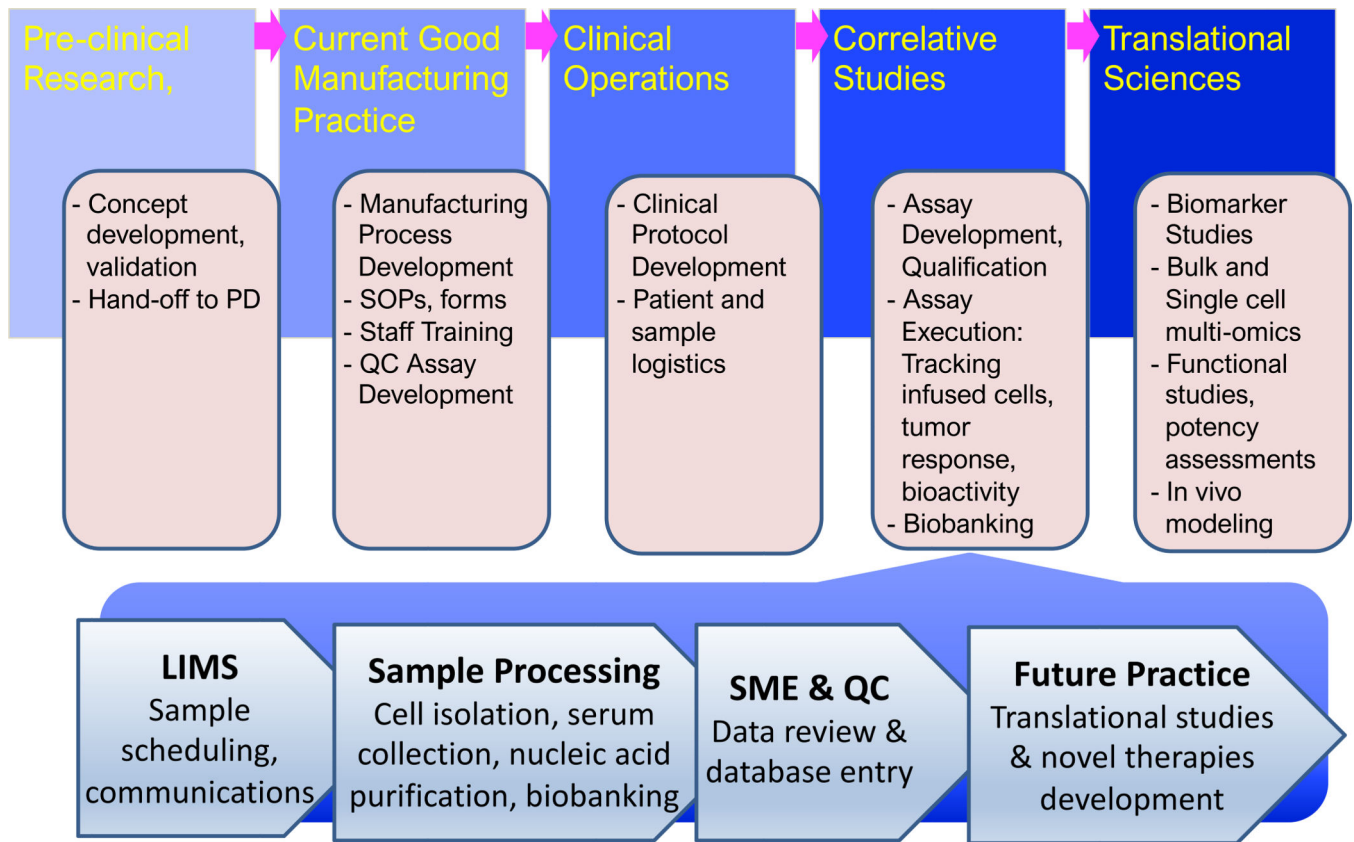 Pre-clinical
Research,
Current Good
Manufacturing
Practice
Clinical
Operations
Correlative
Studies
Translational
Sciences
- Concept
development,
validation
- Hand-off to PD
- Manufacturing
Process
Development
- SOPs, forms
- Staff Training
- QC Assay
Development
- Clinical
Protocol
Development
- Patient and
sample
logistics
- Assay
Development,
Qualification
- Assay
Execution:
Tracking
infused cells,
tumor
response,
bioactivity
- Biobanking
- Biomarker
Studies
- Bulk and
Single cell
multi-omics
- Functional
studies,
potency
assessments
- In vivo
modeling
LIMS
Sample
scheduling,
communications
Sample Processing
Cell isolation, serum
collection, nucleic acid
purification, biobanking
SME & QC
Data review &
database entry
Future Practice
Translational studies
& novel therapies
development